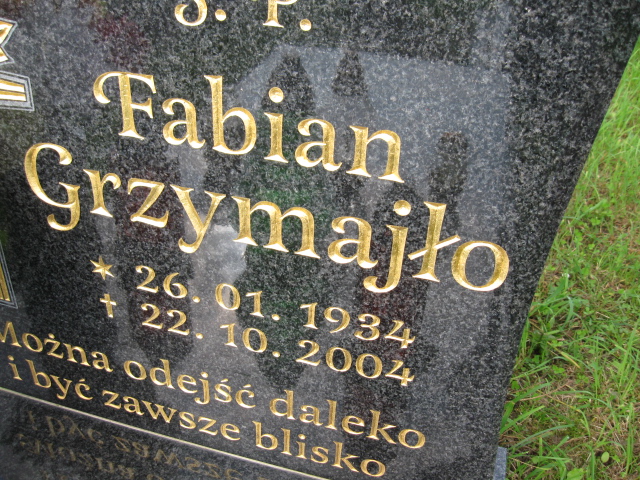 Ś. P.
Fabian
Grzymajło
* 26. 01. 1934
† 22. 10. 2004
Można odejść daleko
i być zawsze blisko